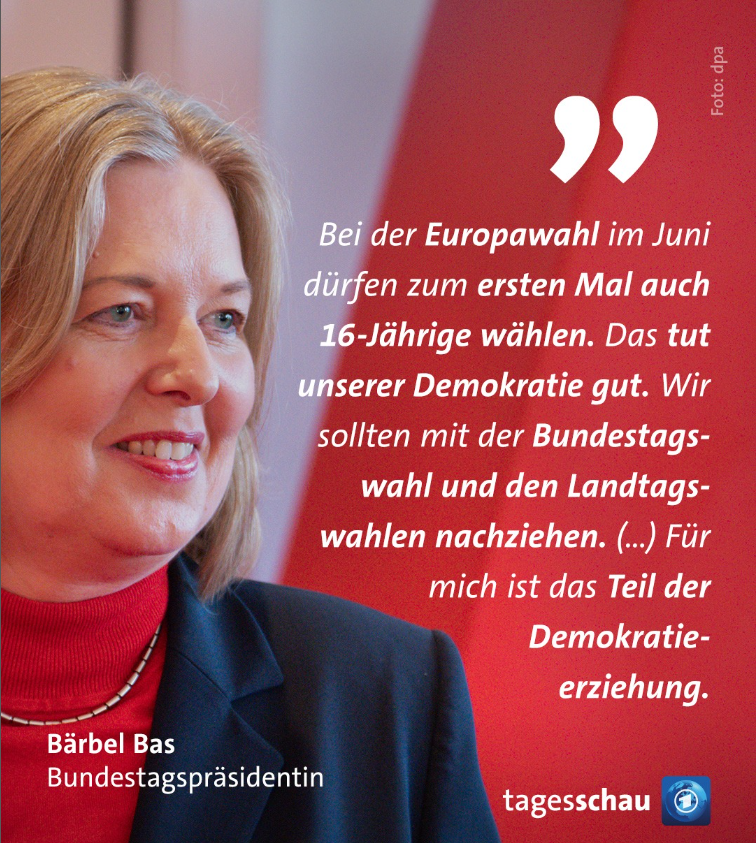 Foto: dpa
”
Bei der Europawahl im Juni
dürfen zum ersten Mal auch
16-Jährige wählen. Das tut
unserer Demokratie gut. Wir
sollten mit der Bundestags-
wahl und den Landtags-
wahlen nachziehen. (...) Für
mich ist das Teil der
Demokratie-
erziehung.
Bärbel Bas
Bundestagspräsidentin
tagesschau
1